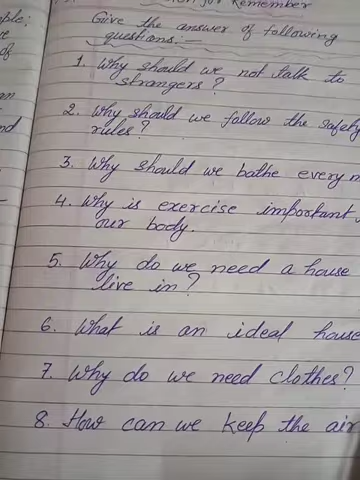 for Remember
Give the answer of following
questions:—
1. Why should we not talk to
strangers?
2. Why should we follow the safety
rules?
3. Why should we bathe every
4. Why is exercise important
our body.
5. Why do we need a house
live in?
6. What is an ideal house
7. Why do we need clothes?
8. How can we keep the air